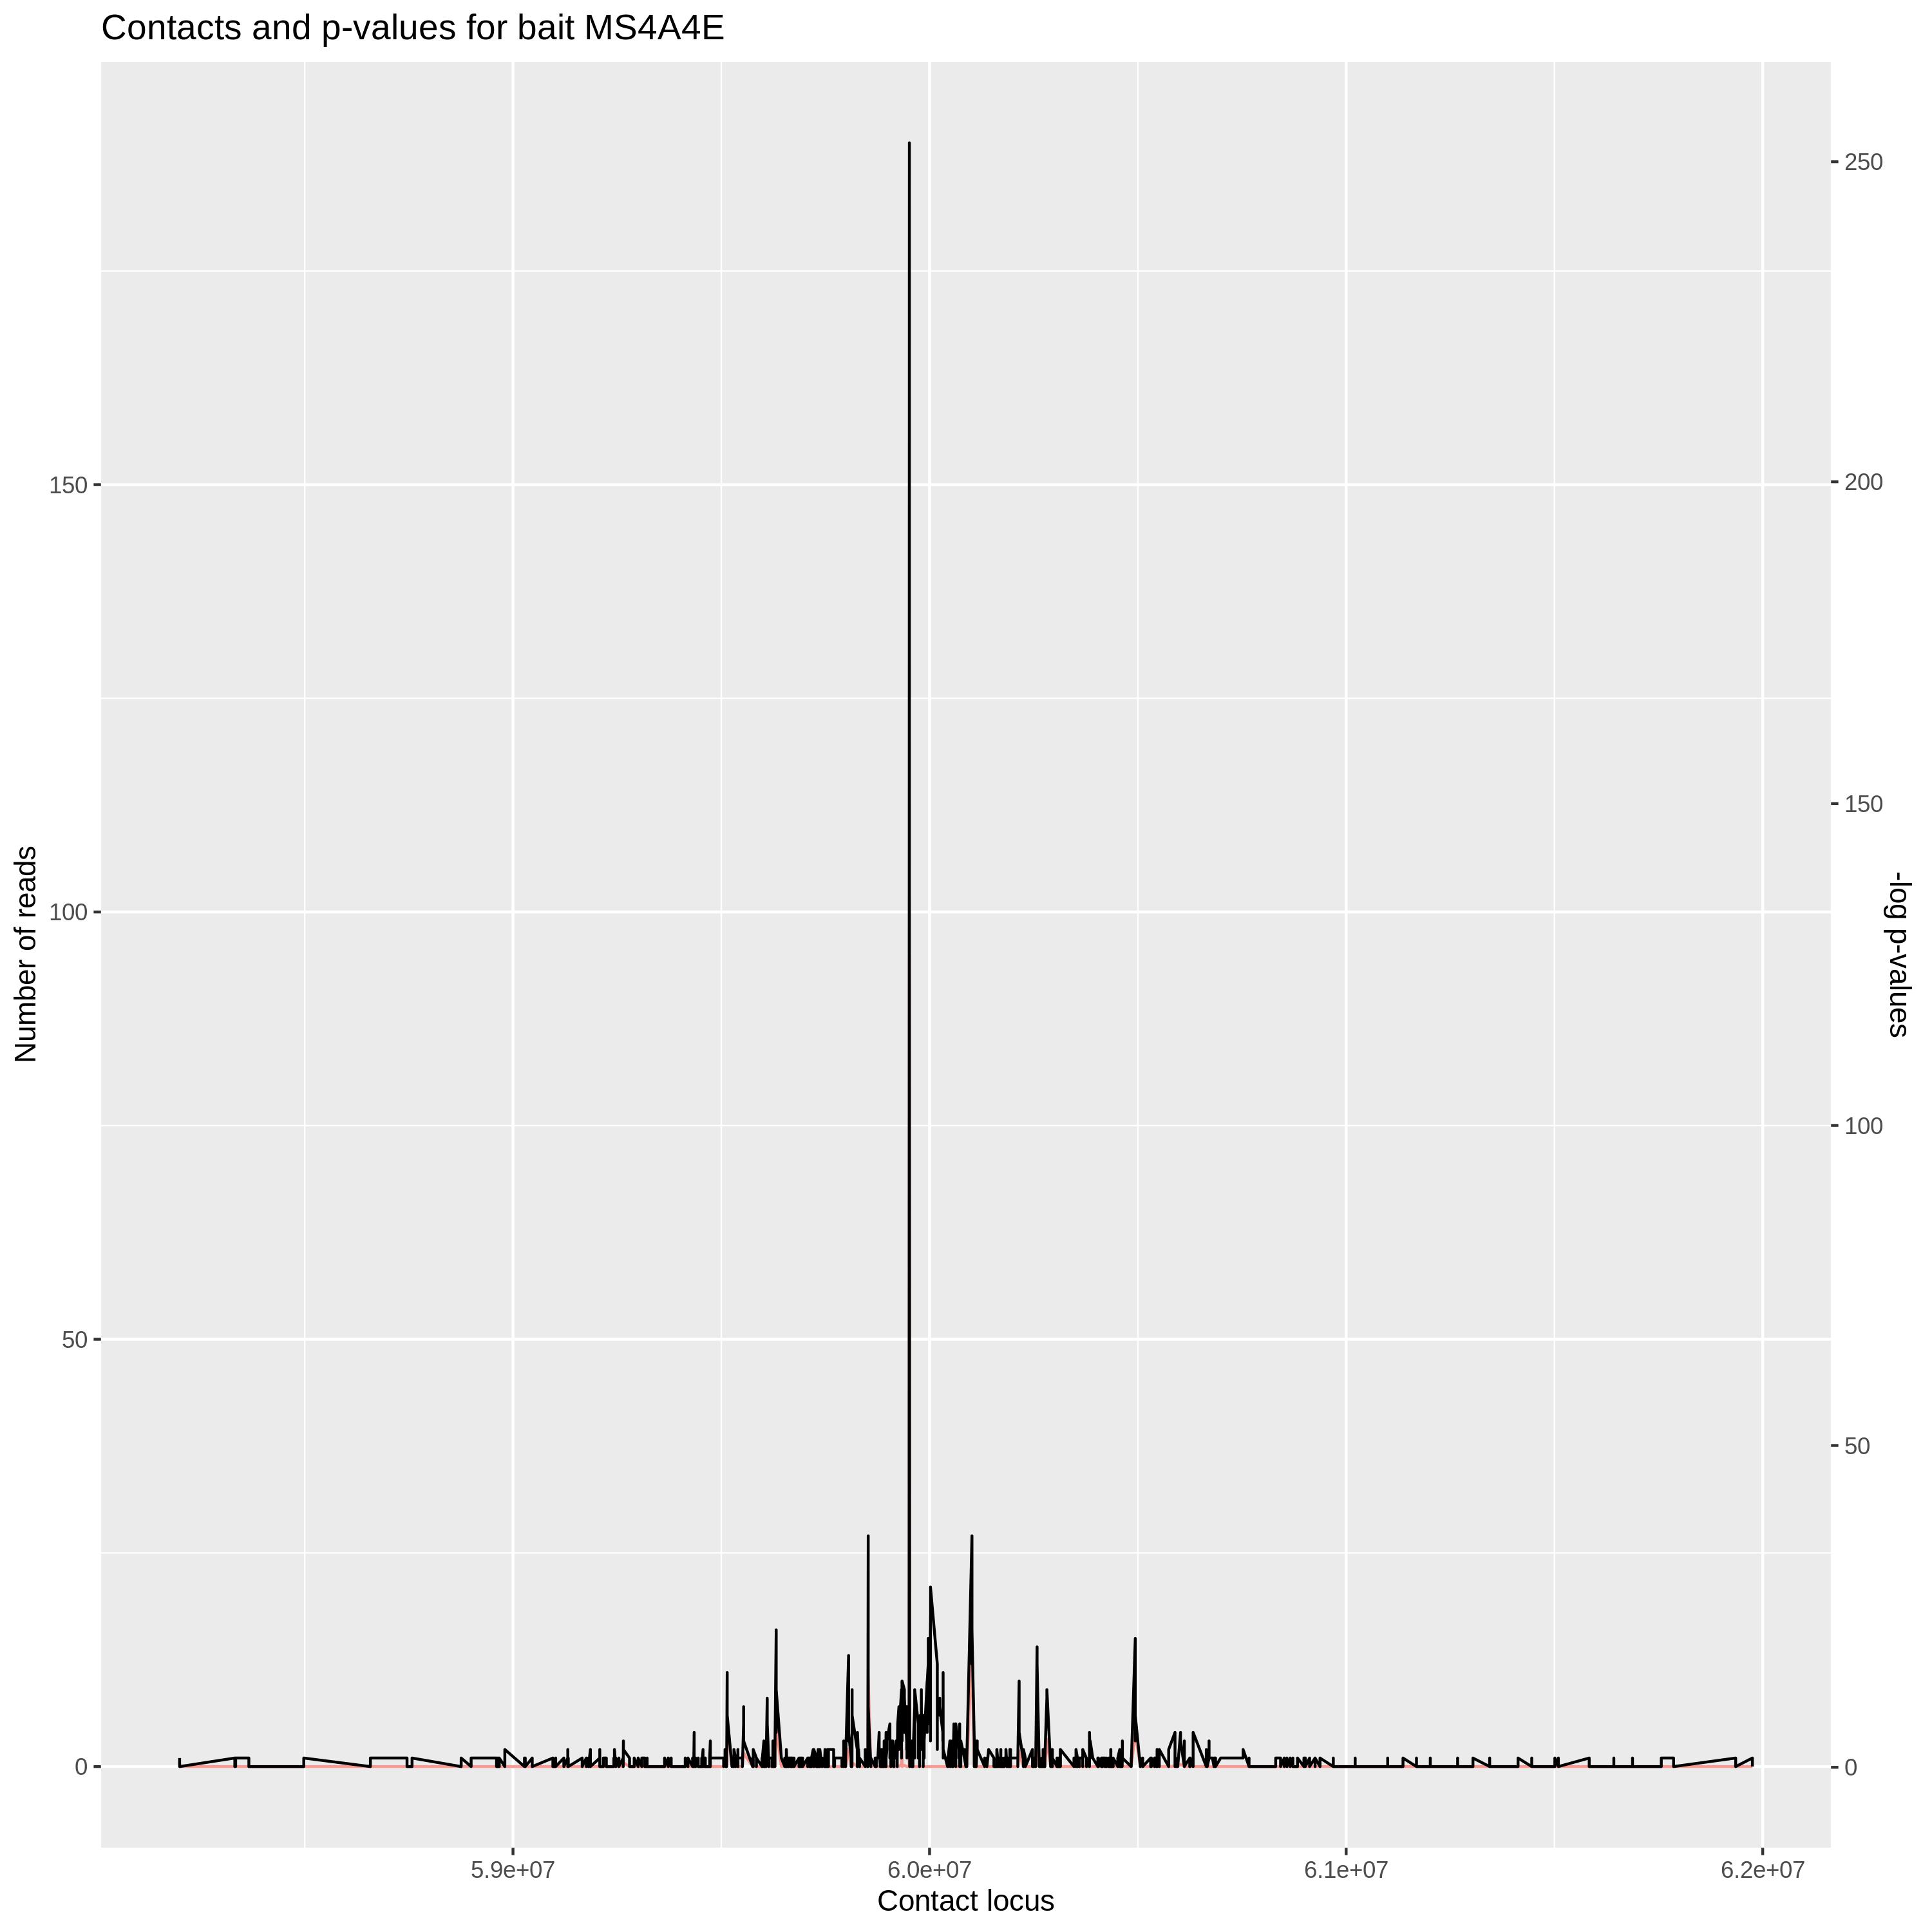 Contacts and p-values for bait MS4A4E
Number of reads
150
100
50
0
250
200
150
100
50
0
-log p-values
5.9e+07
6.0e+07
6.1e+07
6.2e+07
Contact locus